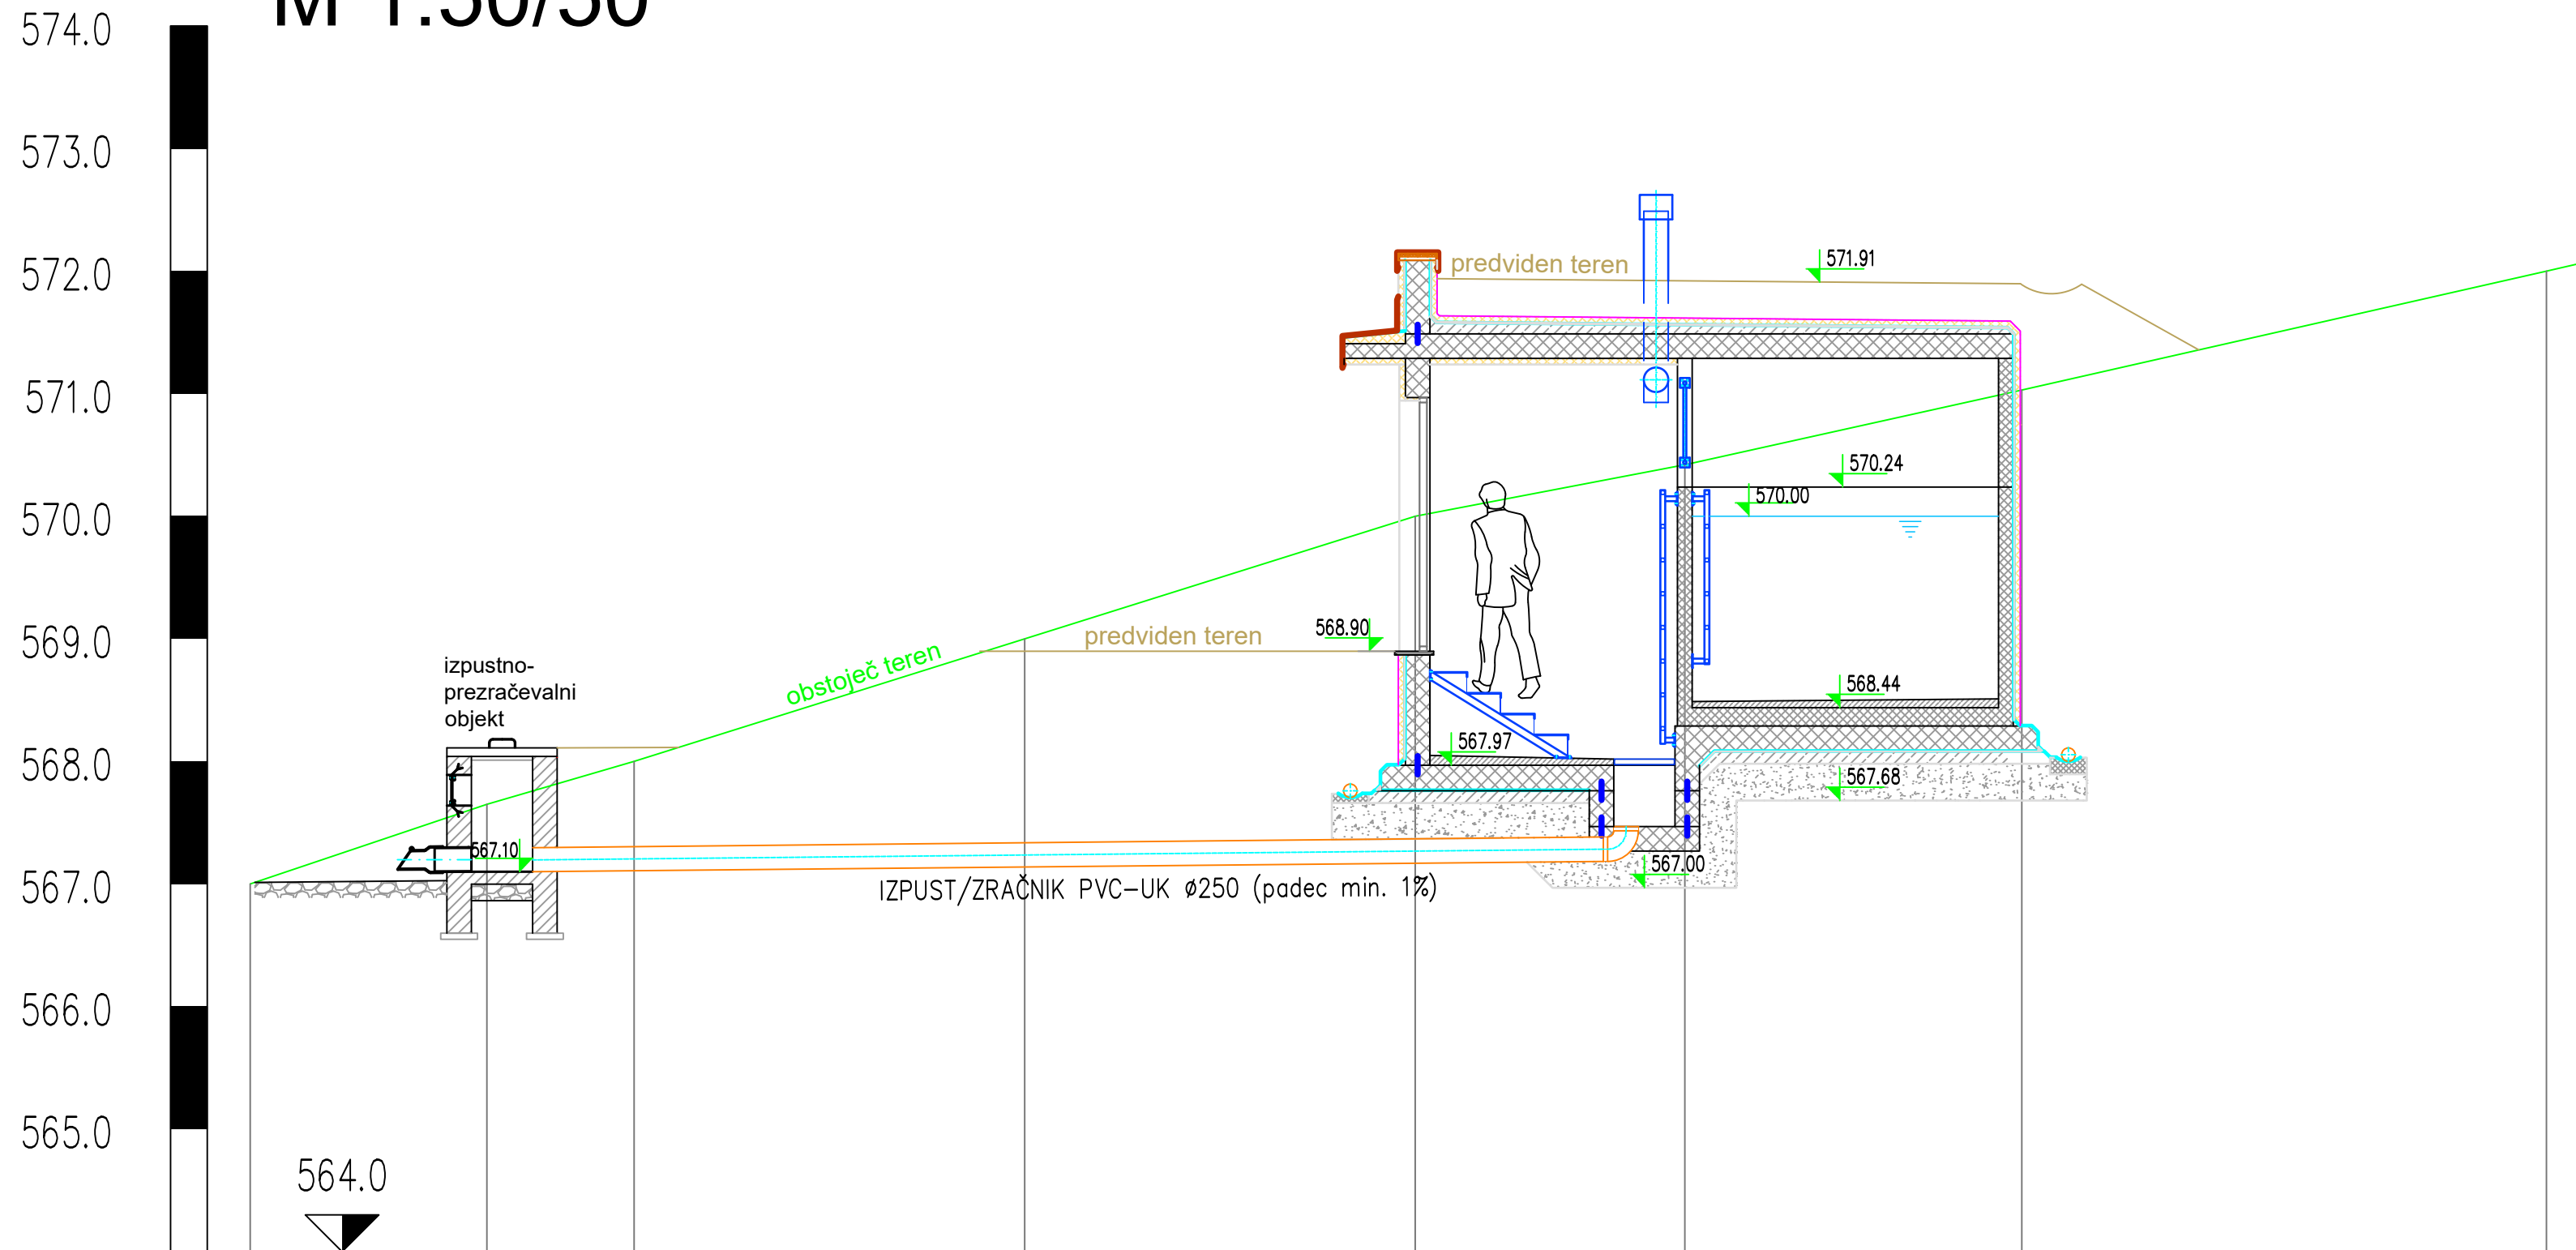 M 1:50/50
574.0
573.0
572.0
571.0
570.0
569.0
568.0
567.0
566.0
565.0
564.0
predviden teren
571.91
570.24
570.00
568.90
predviden teren
obstoječ teren
izpustno-
prezračevalni
objekt
568.44
567.97
567.68
567.10
567.00
IZPUST/ZRAČNIK PVC-UK Ø250 (padec min. 1%)